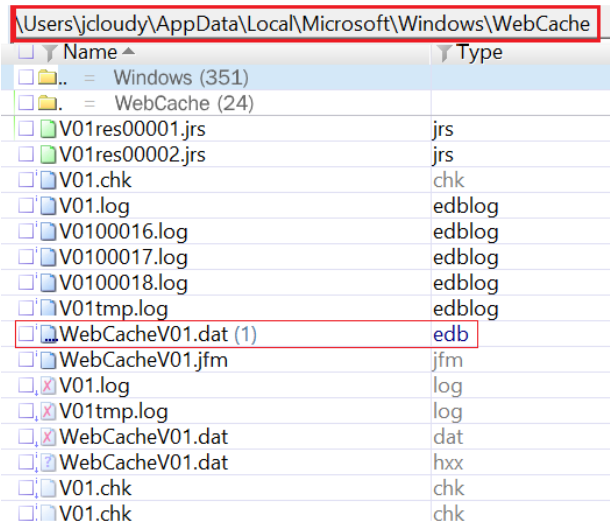 \Users\jcloudy\AppData\Local\Microsoft\Windows\WebCache
Name Type
.. = Windows (351)
. = WebCache (24)
V01res00001.jrs jrs
V01res00002.jrs jrs
V01.chk chk
V01.log edblog
V0100016.log edblog
V0100017.log edblog
V0100018.log edblog
V01tmp.log edblog
WebCacheV01.dat (1) edb
WebCacheV01.jfm jfm
V01.log log
V01tmp.log log
WebCacheV01.dat dat
WebCacheV01.dat hxx
V01.chk chk
V01.chk chk